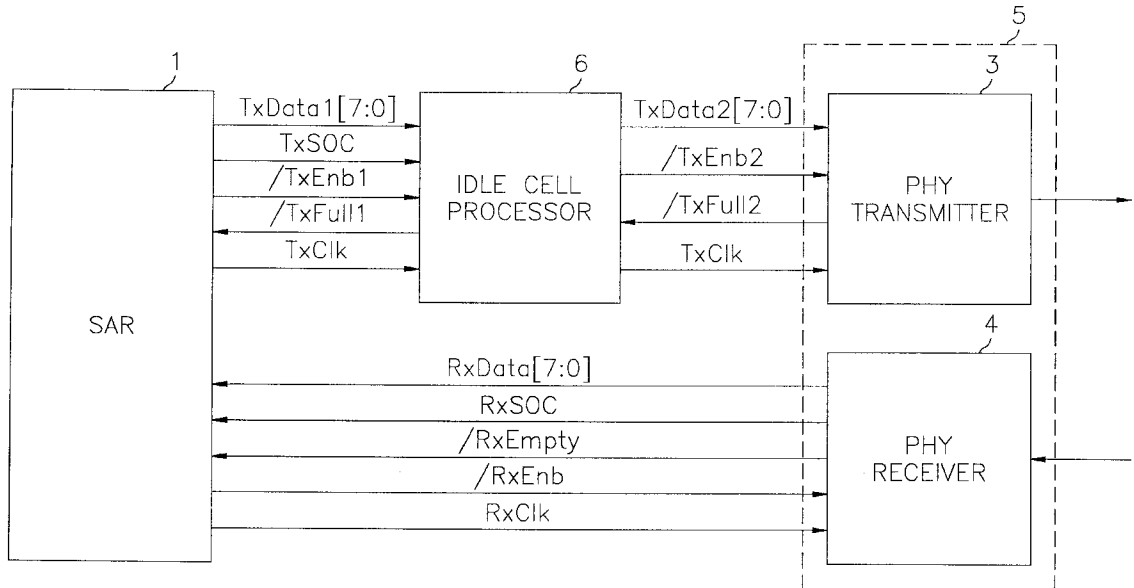 5
1
6
3
TxData1[7:0]
TxData2[7:0]
TxSOC
/TxEnb2
/TxEnb1
IDLE CELL
PROCESSOR
PHY
TRANSMITTER
/TxFull1
/TxFull2
TxClk
TxClk
SAR
4
RxData[7:0]
RxSOC
/RxEmpty
PHY
RECEIVER
/RxEnb
RxClk